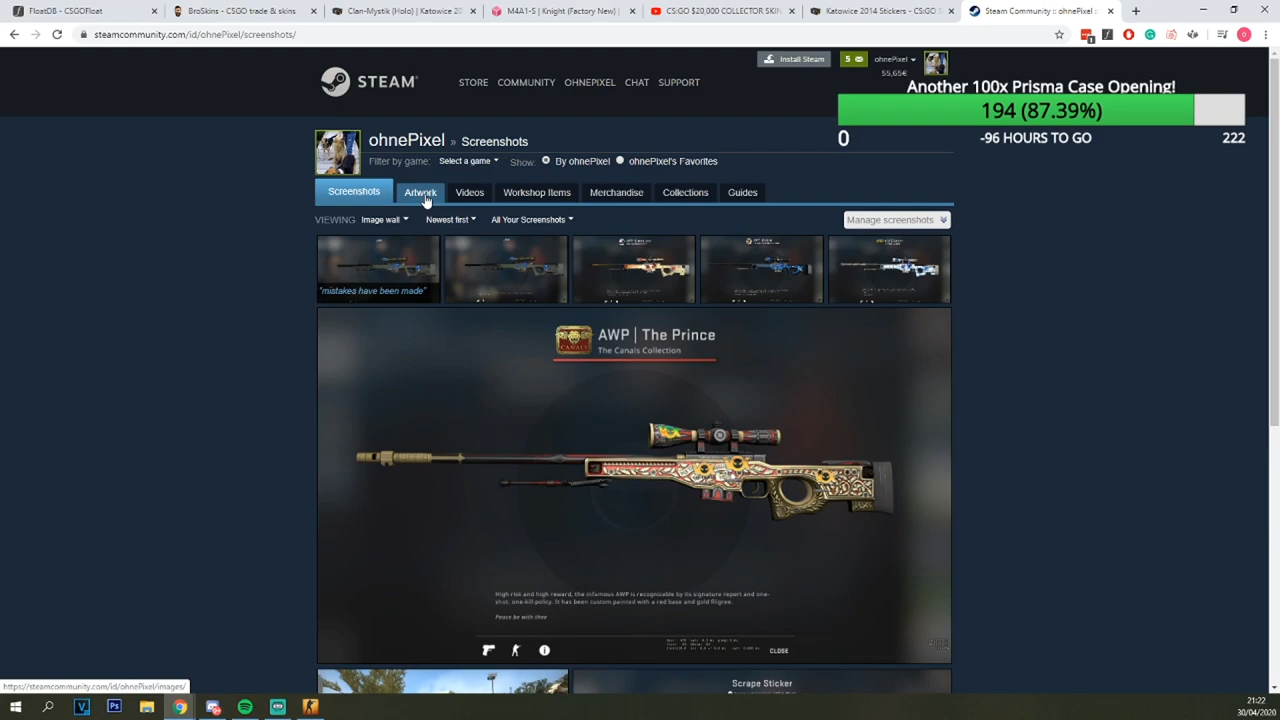 FloatDB - CSGOFloat
BroSkins - CSGO trade & skins
Clan-Mystik (Holo) | Katowice 20
M4A1-S | Knight (Factory New) |
CS:GO $20,000 COLLECTOR SKIN
Katowice 2014 Stickers - CS:GO S
Steam Community :: ohnePixel ::
steamcommunity.com/id/ohnePixel/screenshots/
STEAM
STORE COMMUNITY OHNEPIXEL CHAT SUPPORT
Install Steam
5
ohnePixel
55,65€
Another 100x Prisma Case Opening!
194 (87.39%)
0
-96 HOURS TO GO
222
ohnePixel » Screenshots
Filter by game: Select a game Show: By ohnePixel ohnePixel's Favorites
Screenshots Artwork Videos Workshop Items Merchandise Collections Guides
VIEWING Image wall Newest first All Your Screenshots
Manage screenshots
"mistakes have been made"
AWP | The Prince
The Canals Collection
CANALS
High risk and high reward, the infamous AWP is recognizable by its signature report and one-
shot, one-kill policy. It has been custom painted with a red base and gold filigree.
Peace be with thee
CLOSE
Scrape Sticker
https://steamcommunity.com/id/ohnePixel/images/
21:22
30/04/2020